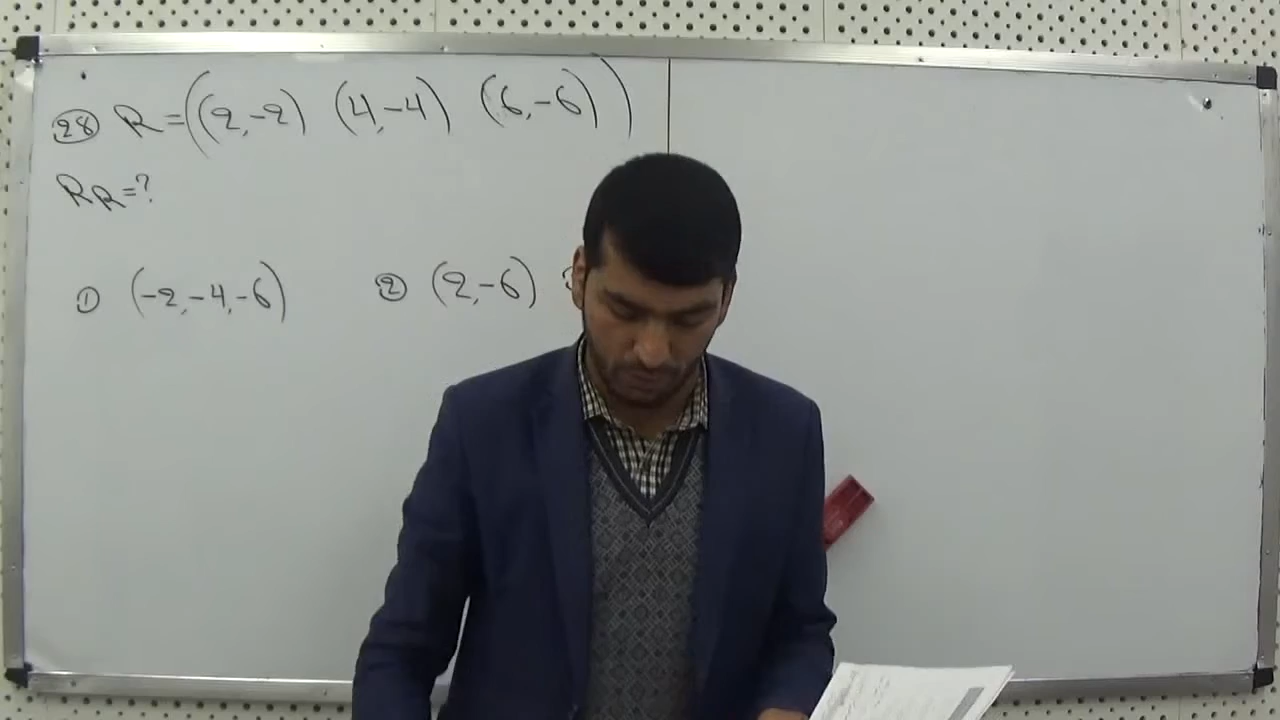 28 R=((2,-2) (4,-4) (6,-6))
RR=?
① (-2,-4,-6) ② (2,-6)